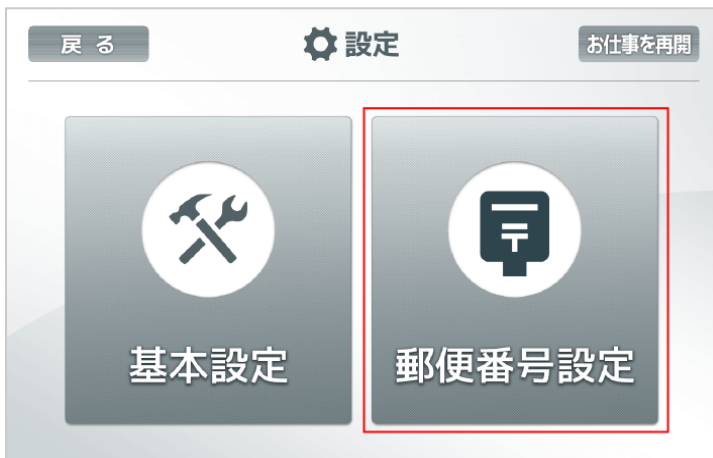 戻る
設定
お仕事を再開
基本設定
〒
郵便番号設定